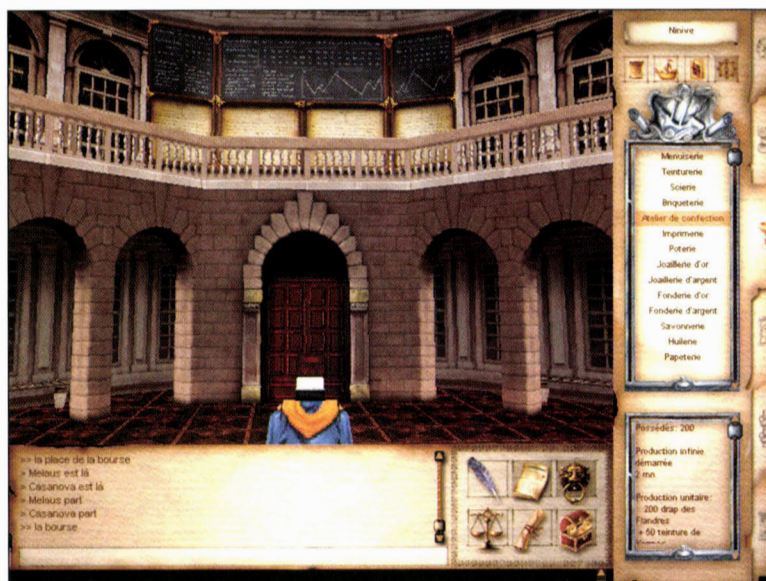 Ninive
Menuiserie
Teinturerie
Scierie
Briqueterie
Atelier de confection
Imprimerie
Poterie
Joaillerie d'or
Joaillerie d'argent
Fonderie d'or
Fonderie d'argent
Savonnerie
Huilerie
Papeterie
Possédés: 200
Production infinie
démarrée
2 mn
Production unitaire:
200 drap des
Flandres
+ 60 teinture de
>> la place de la bourse
» Melaus est là
» Casanova est là
» Melaus part
» Casanova part
>> la bourse